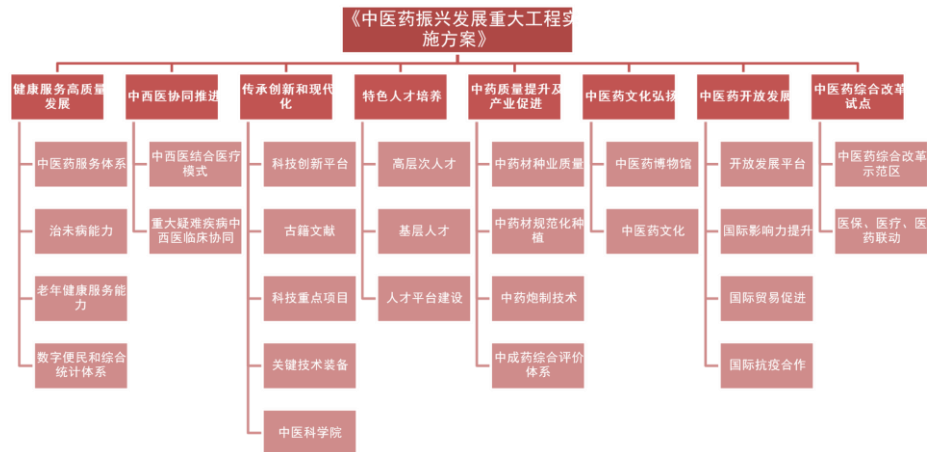 《中医药振兴发展重大工程实
施方案》
健康服务高质量
发展
中医药服务体系
治未病能力
老年健康服务能
力
数字便民和综合
统计体系
中西医协同推进
中西医结合医疗
模式
重大疑难疾病中
西医临床协同
传承创新和现代
化
科技创新平台
古籍文献
科技重点项目
关键技术装备
中医科学院
特色人才培养
高层次人才
基层人才
人才平台建设
中药质量提升及
产业促进
中药材种业质量
中药材规范化种
植
中药炮制技术
中成药综合评价
体系
中医药文化弘扬
中医药博物馆
中医药文化
中医药开放发展
开放发展平台
国际影响力提升
国际贸易促进
国际抗疫合作
中医药综合改革
试点
中医药综合改革
示范区
医保、医疗、医
药联动